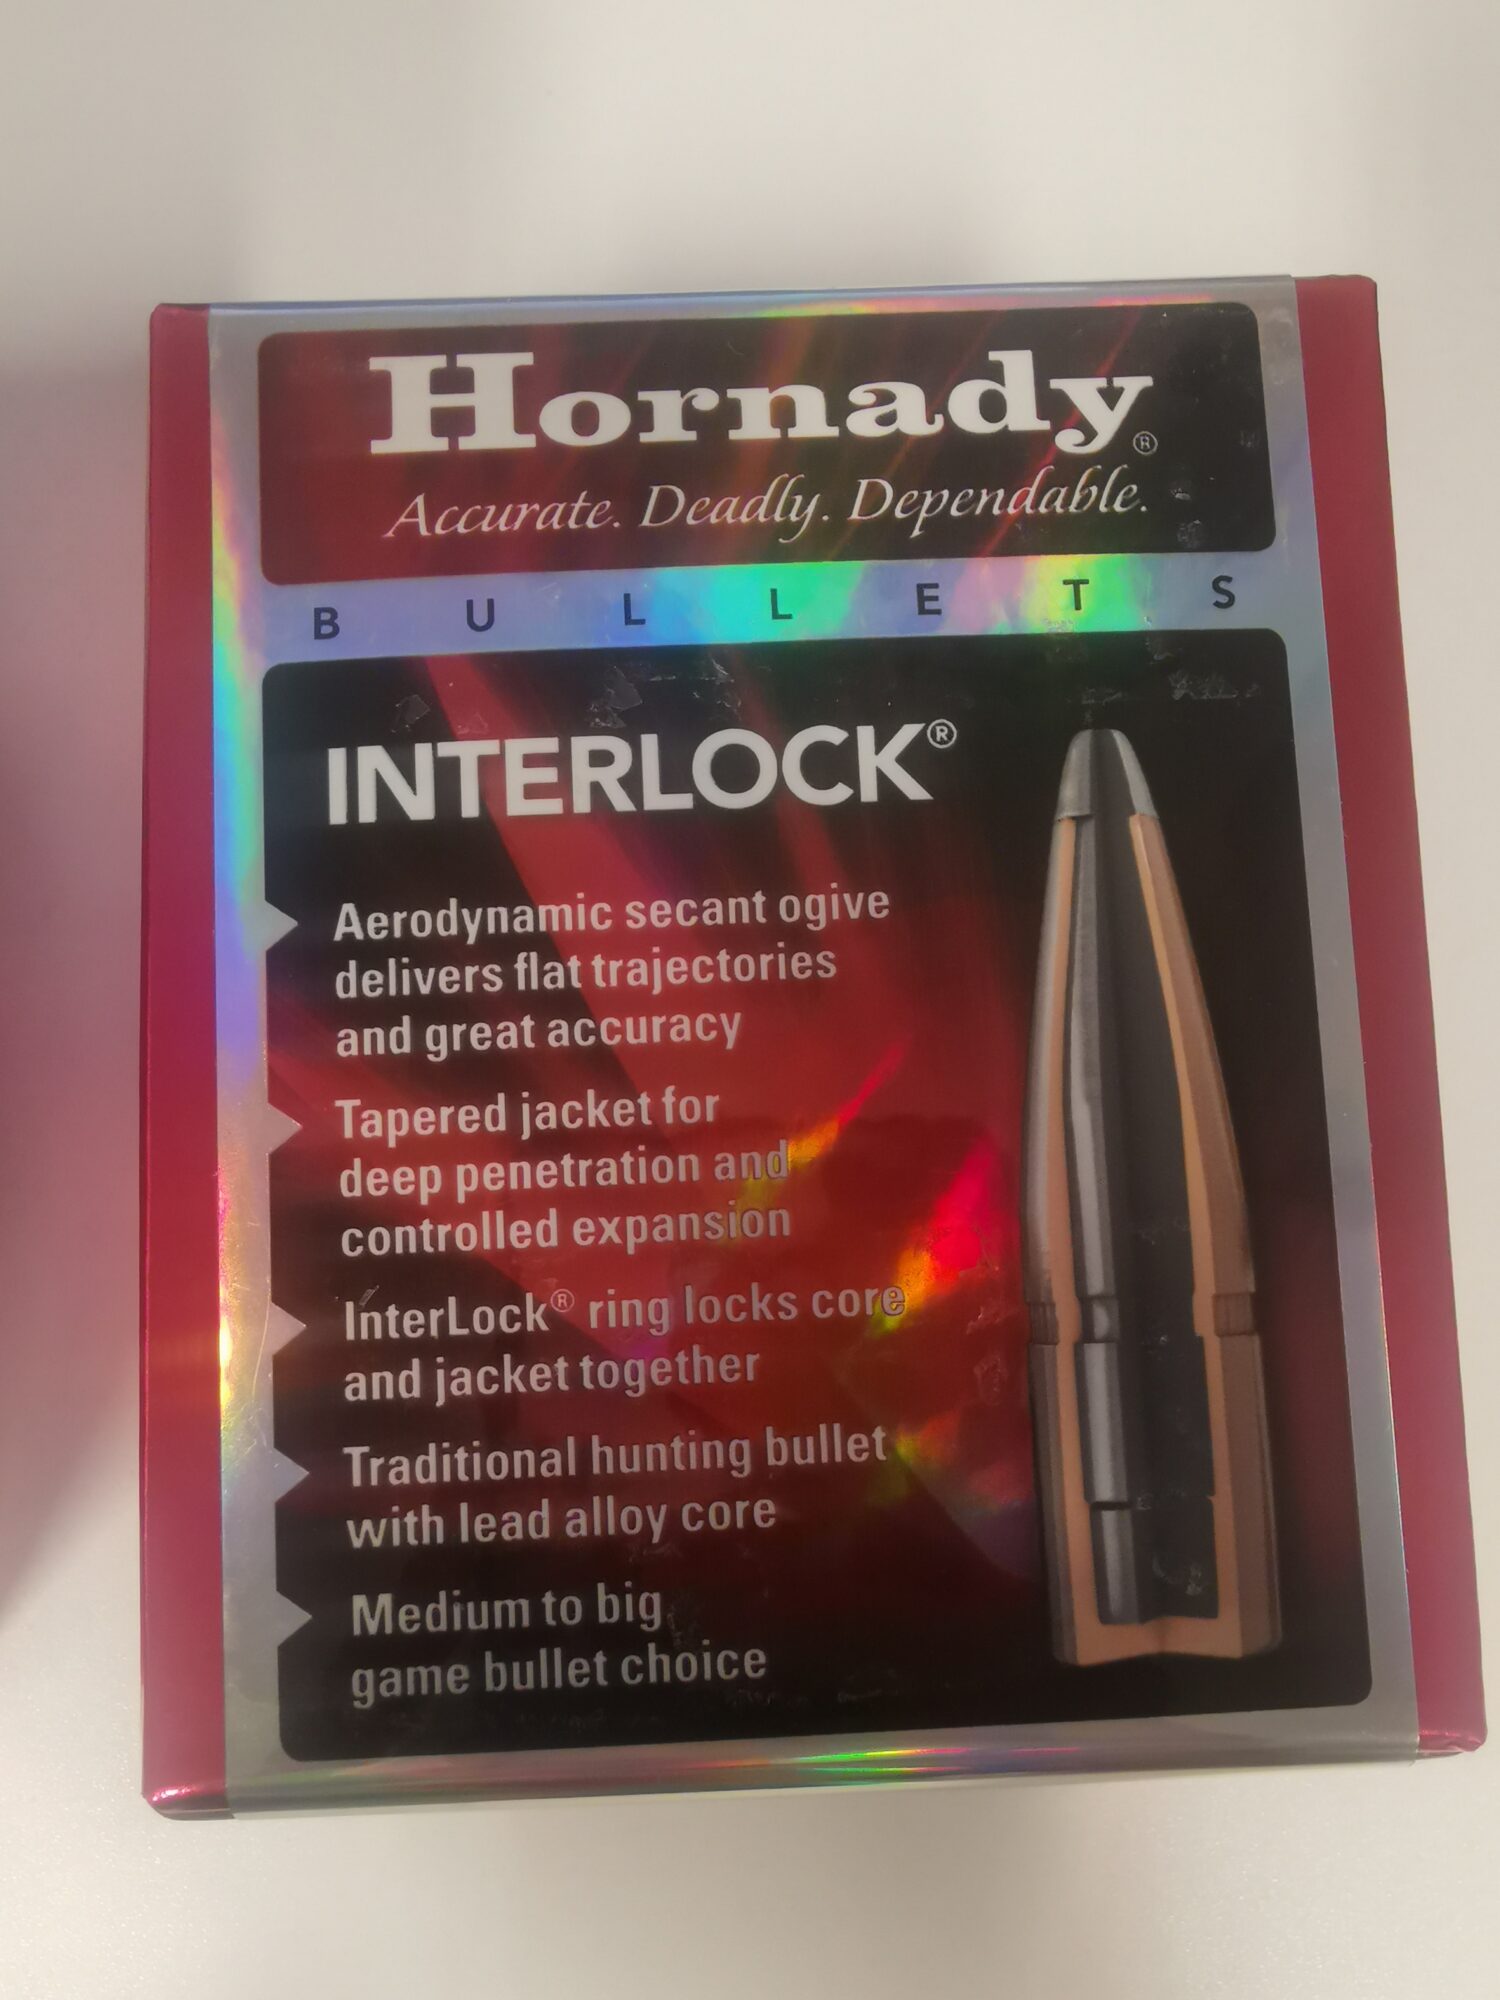 Hornady®
Accurate. Deadly. Dependable.
BULLETS
INTERLOCK®
Aerodynamic secant ogive
delivers flat trajectories
and great accuracy
Tapered jacket for
deep penetration and
controlled expansion
InterLock® ring locks core
and jacket together
Traditional hunting bullet
with lead alloy core
Medium to big
game bullet choice